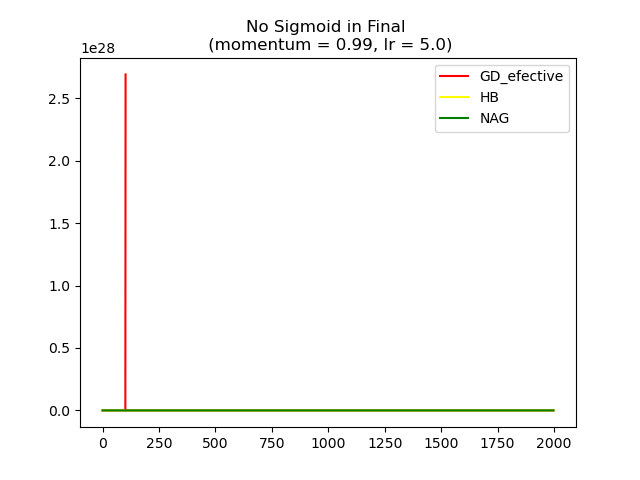 No Sigmoid in Final
(momentum = 0.99, lr = 5.0)
1e28
GD_efective
HB
NAG
2.5
2.0
1.5
1.0
0.5
0.0
0 250 500 750 1000 1250 1500 1750 2000